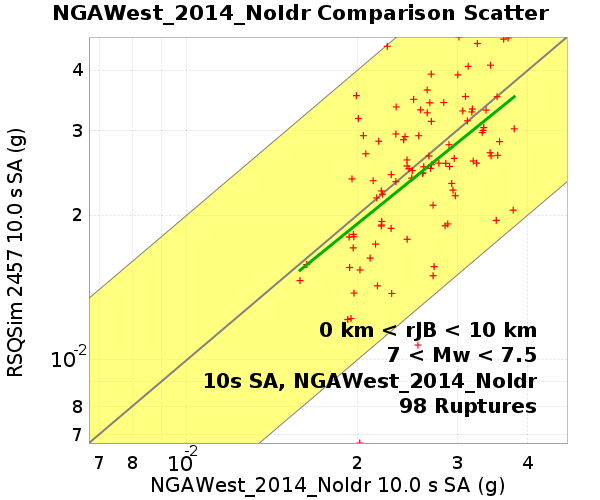 NGAWest_2014_NoIdr Comparison Scatter
RSQSim 2457 10.0 s SA (g)
4
3
2
10-2
8
7
0 km < rJB < 10 km
7 < Mw < 7.5
10s SA, NGAWest_2014_NoIdr
98 Ruptures
7 8 10-2 2 3 4
NGAWest_2014_NoIdr 10.0 s SA (g)